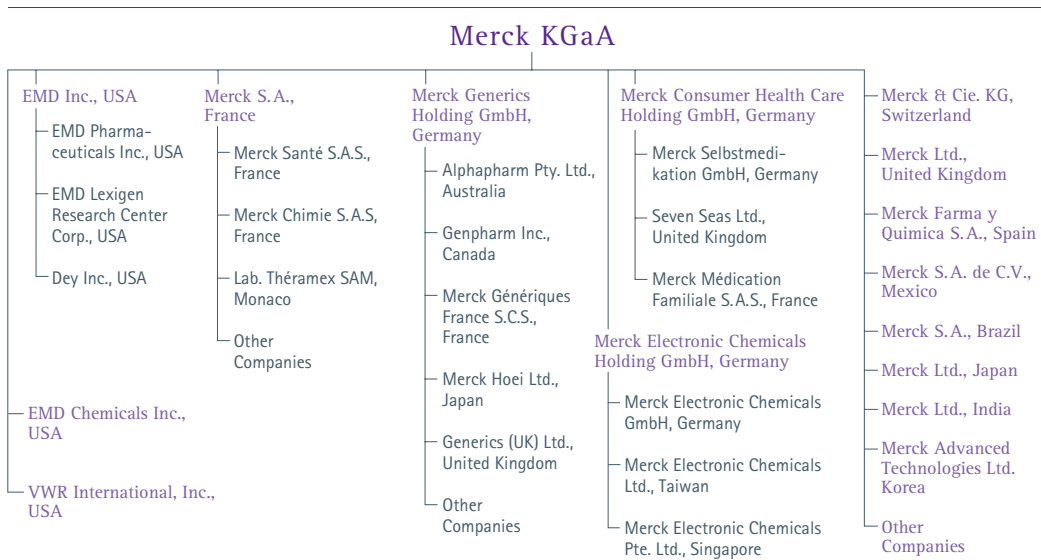 Merck KGaA
EMD Inc., USA
EMD Pharma-
ceuticals Inc., USA
EMD Lexigen
Research Center
Corp., USA
Dey Inc., USA
EMD Chemicals Inc.,
USA
VWR International, Inc.,
USA
Merck S.A.,
France
Merck Santé S.A.S.,
France
Merck Chimie S.A.S,
France
Lab. Théramex SAM,
Monaco
Other
Companies
Merck Generics
Holding GmbH,
Germany
Alphapharm Pty. Ltd.,
Australia
Genpharm Inc.,
Canada
Merck Génériques
France S.C.S.,
France
Merck Hoei Ltd.,
Japan
Generics (UK) Ltd.,
United Kingdom
Other
Companies
Merck Consumer Health Care
Holding GmbH, Germany
Merck Selbstmedi-
kation GmbH, Germany
Seven Seas Ltd.,
United Kingdom
Merck Médication
Familiale S.A.S., France
Merck Electronic Chemicals
Holding GmbH, Germany
Merck Electronic Chemicals
GmbH, Germany
Merck Electronic Chemicals
Ltd., Taiwan
Merck Electronic Chemicals
Pte. Ltd., Singapore
Merck & Cie. KG,
Switzerland
Merck Ltd.,
United Kingdom
Merck Farma y
Quimica S.A., Spain
Merck S.A. de C.V.,
Mexico
Merck S.A., Brazil
Merck Ltd., Japan
Merck Ltd., India
Merck Advanced
Technologies Ltd.
Korea
Other
Companies